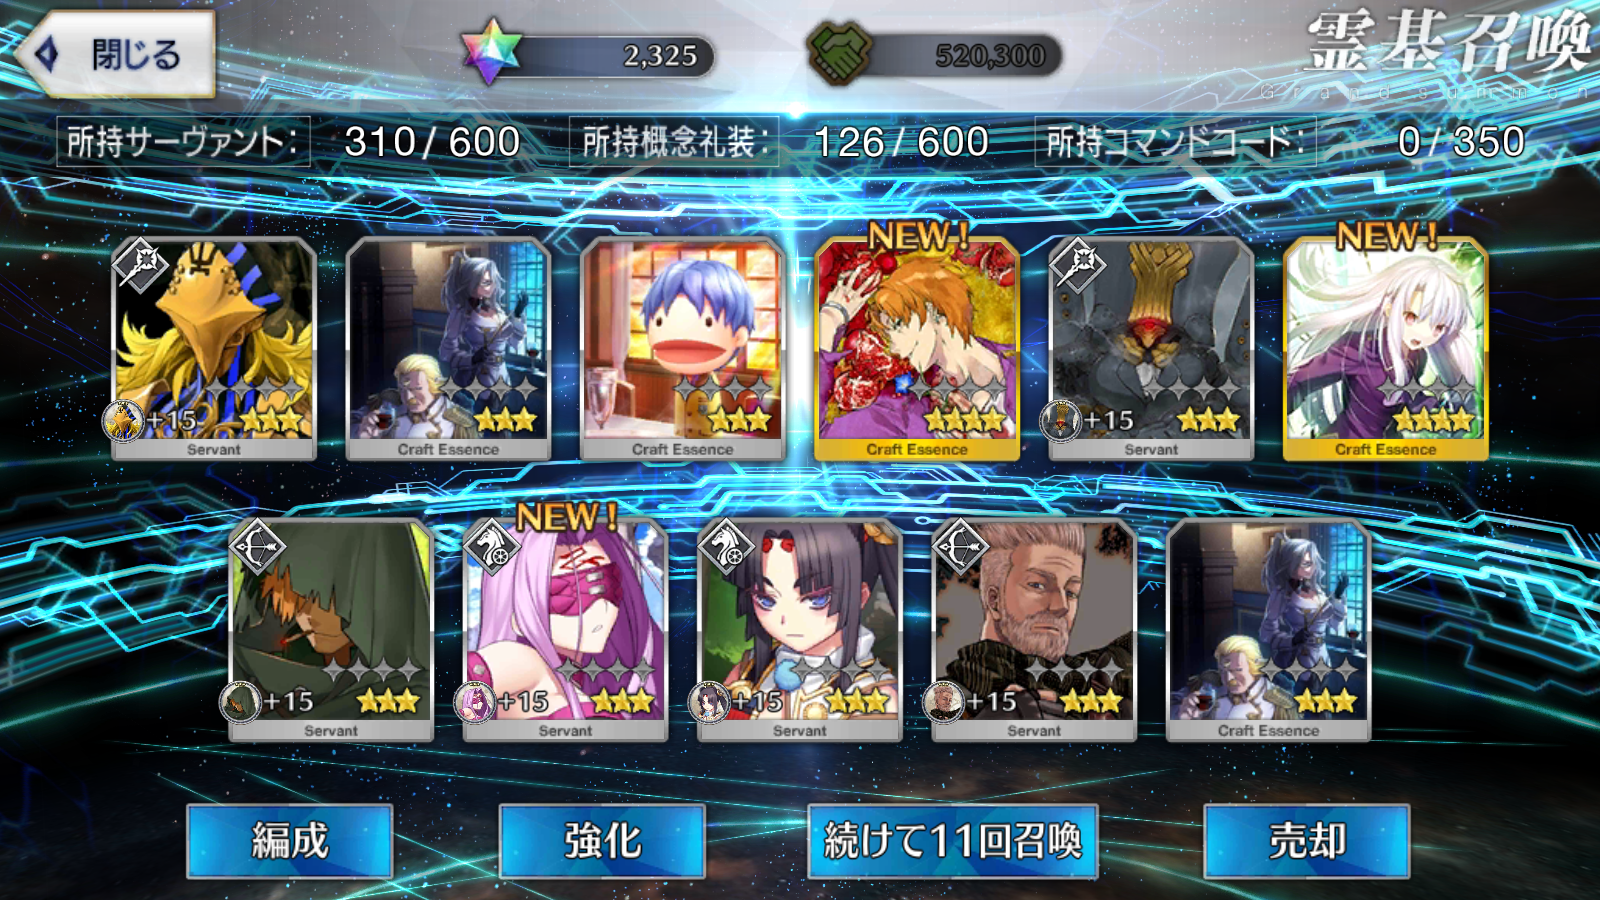 閉じる
2,325
520,300
霊基召喚
Grand summon
所持サーヴァント: 310 / 600
所持概念礼装: 126 / 600
所持コマンドコード: 0 / 350
NEW! NEW!
+15 +15
Servant Craft Essence Craft Essence Craft Essence Servant Craft Essence
NEW!
+15 +15 +15 +15
Servant Servant Servant Servant Craft Essence
編成 強化 続けて11回召喚 売却